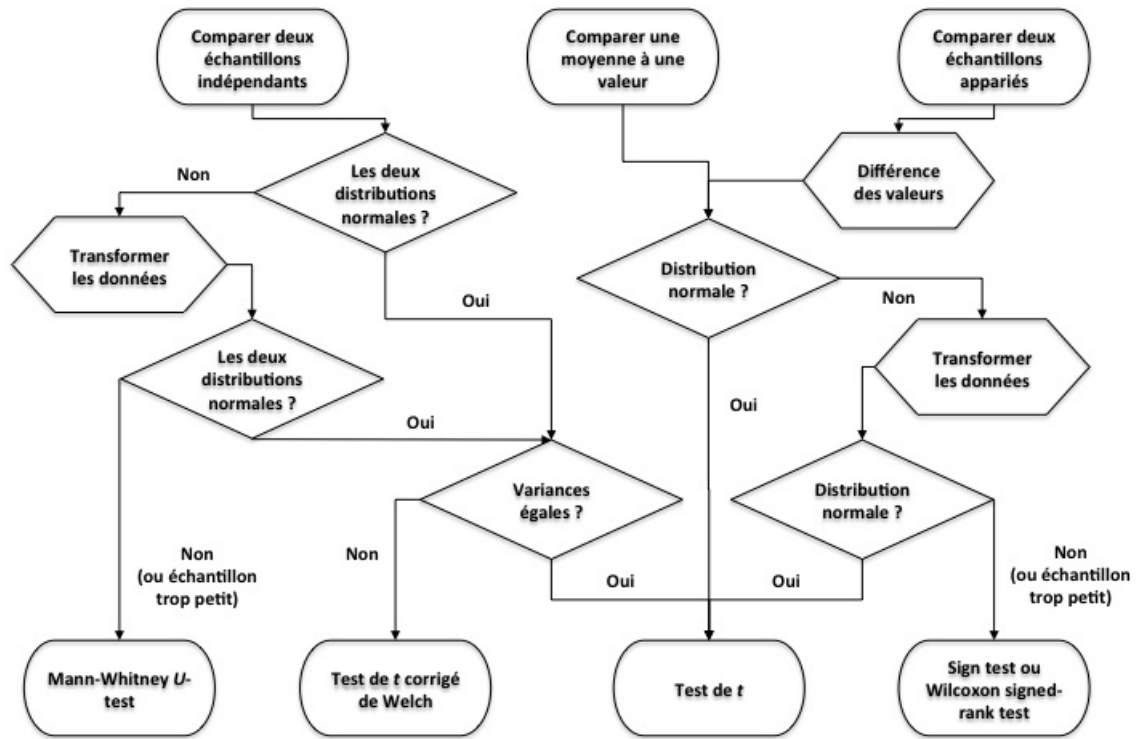 Comparer deux
échantillons
indépendants
Comparer une
moyenne à une
valeur
Comparer deux
échantillons
appariés
Non
Les deux
distributions
normales ?
Différence
des valeurs
Transformer
les données
Distribution
normale ?
Oui
Non
Les deux
distributions
normales ?
Transformer
les données
Oui
Oui
Variances
égales ?
Distribution
normale ?
Non
(ou échantillon
trop petit)
Non
Oui
Oui
Non
(ou échantillon
trop petit)
Mann-Whitney U-
test
Test de t corrigé
de Welch
Test de t
Sign test ou
Wilcoxon signed-
rank test